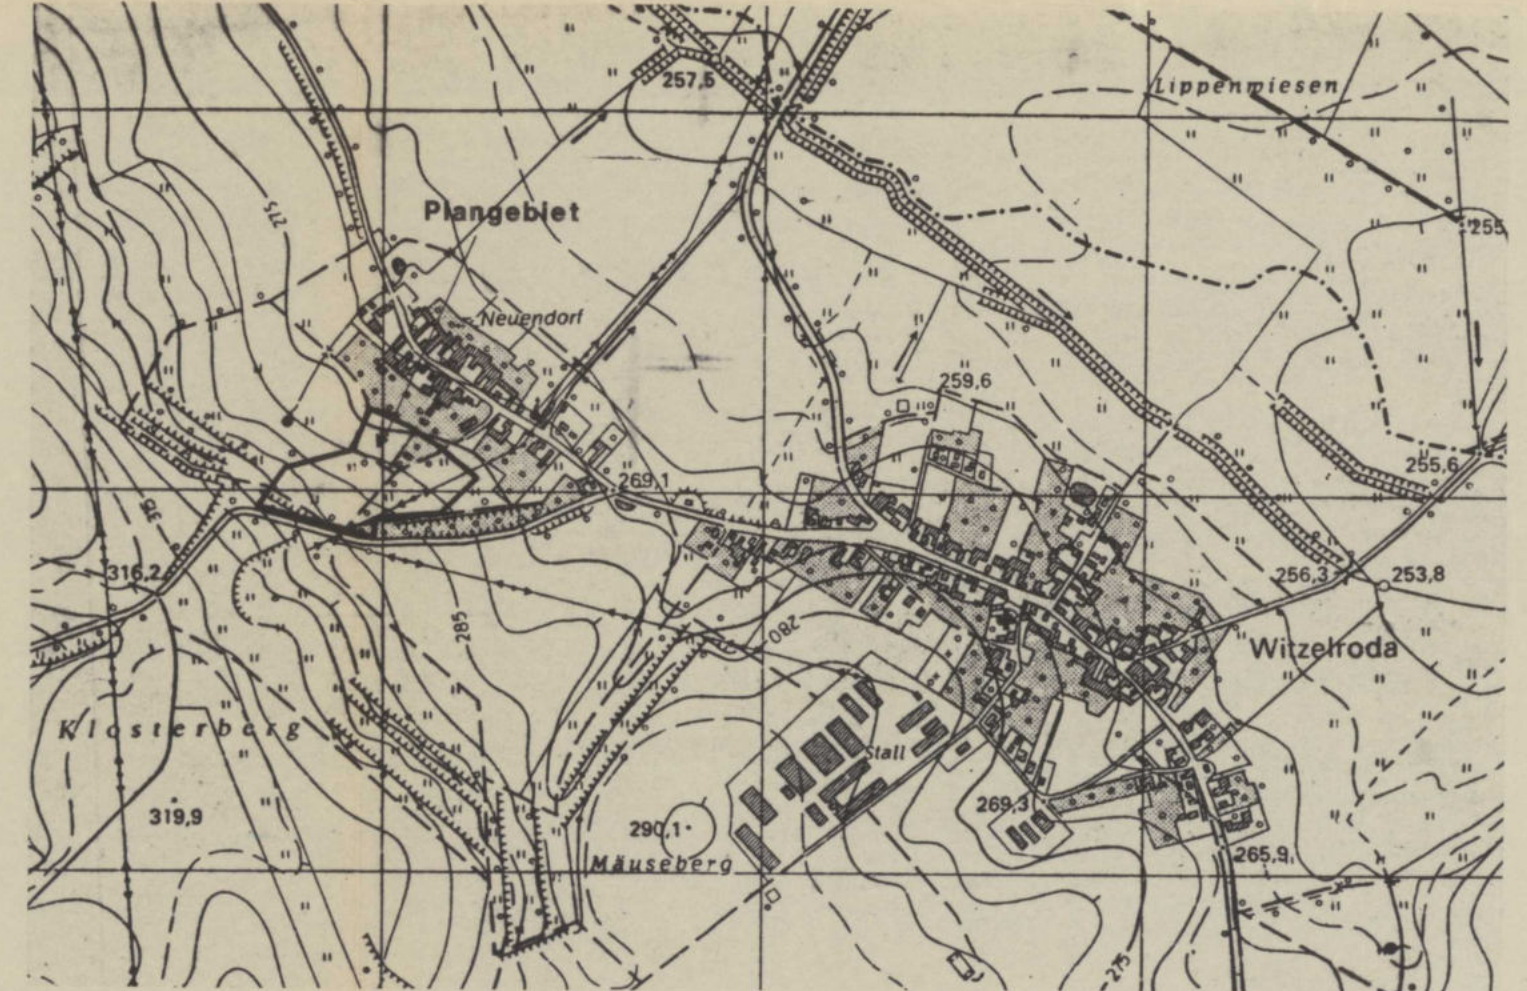 257,5
Lippenwiesen
275
Plangebiet
255
Neuendorf
259,6
255,6
269,1
316,2
256,3
253,8
285
280
Witzelroda
Klosterberg
Stall
319,9
290,1
269,3
Mäuseberg
265,9
275